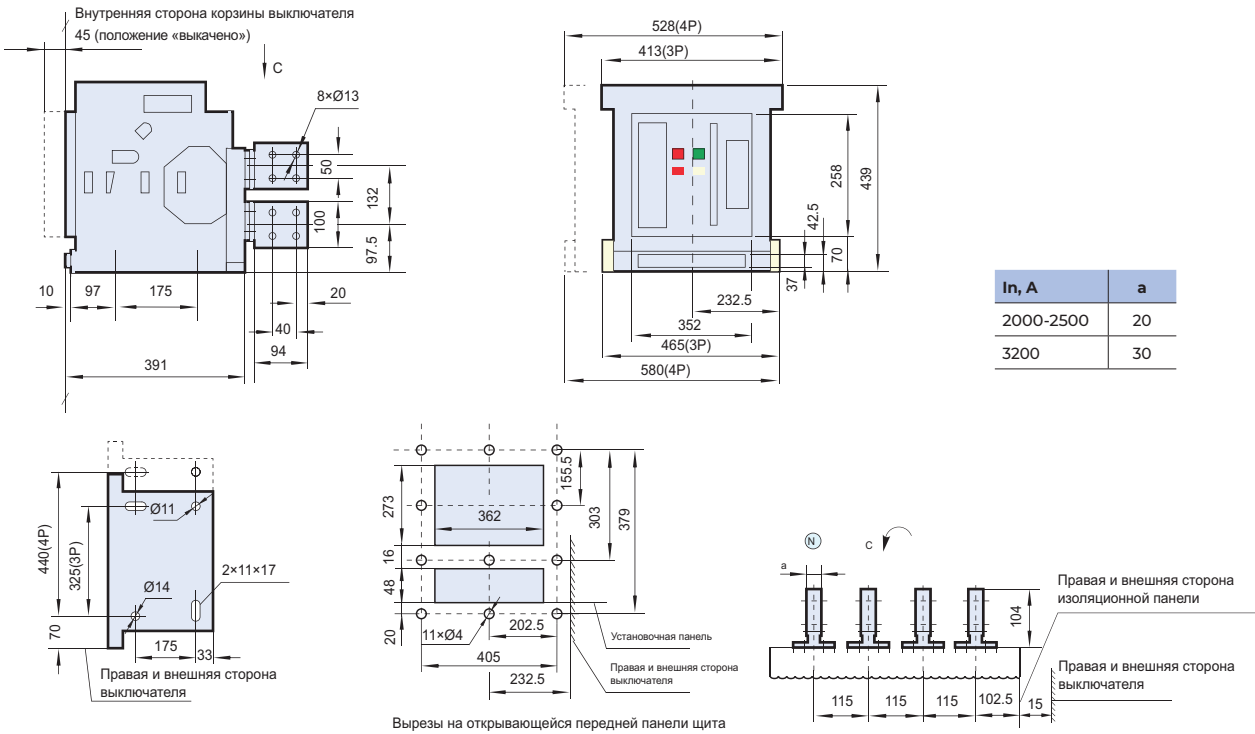 Внутренняя сторона корзины выключателя
45 (положение «выкачено»)
C
8×Ø13
50
132
100
97.5
10
97
175
20
40
94
391
528(4P)
413(3P)
258
439
42.5
70
37
232.5
352
465(3P)
580(4P)
In, A a
2000-2500 20
3200 30
440(4P)
325(3P)
Ø11
2×11×17
Ø14
70
175
33
Правая и внешняя сторона
выключателя
273
362
155.5
303
379
16
48
20
11×Ø4
202.5
405
232.5
Установочная панель
Правая и внешняя сторона
выключателя
Вырезы на открывающейся передней панели щита
N
C
a
104
Правая и внешняя сторона
изоляционной панели
Правая и внешняя сторона
выключателя
115
115
115
102.5
15